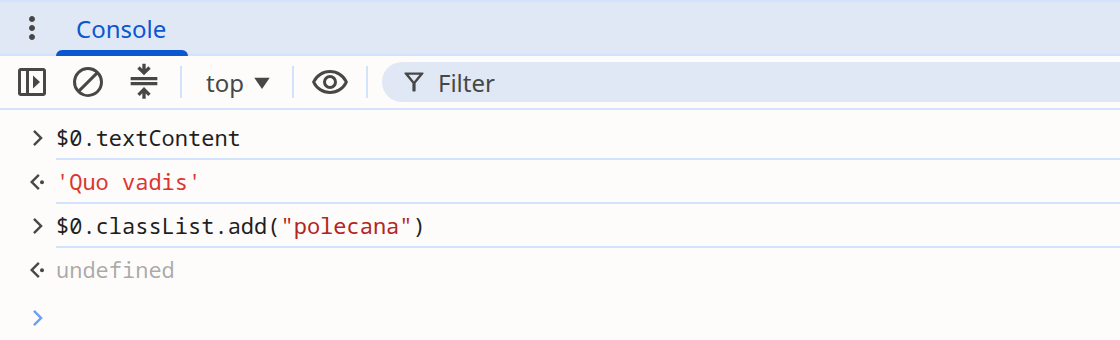 Console
top Filter
$0.textContent
'Quo vadis'
$0.classList.add("polecana")
undefined